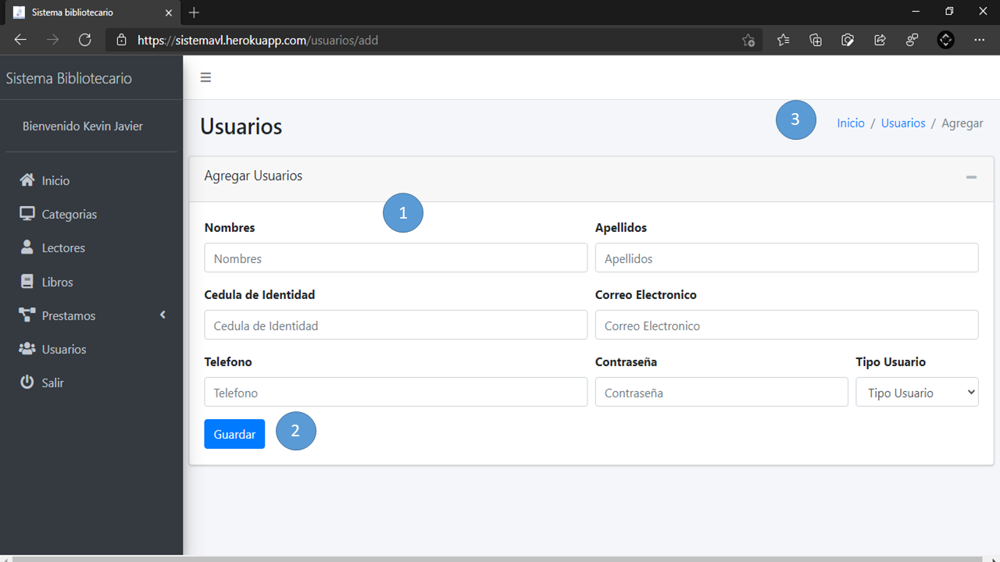 Sistema bibliotecario
https://sistemavl.herokuapp.com/usuarios/add
Sistema Bibliotecario
Bienvenido Kevin Javier
Inicio
Categorias
Lectores
Libros
Prestamos
Usuarios
Salir
Usuarios
3
Inicio / Usuarios / Agregar
Agregar Usuarios
1
Nombres
Apellidos
Nombres
Apellidos
Cedula de Identidad
Correo Electronico
Cedula de Identidad
Correo Electronico
Telefono
Contraseña
Tipo Usuario
Telefono
Contraseña
Tipo Usuario
Guardar
2